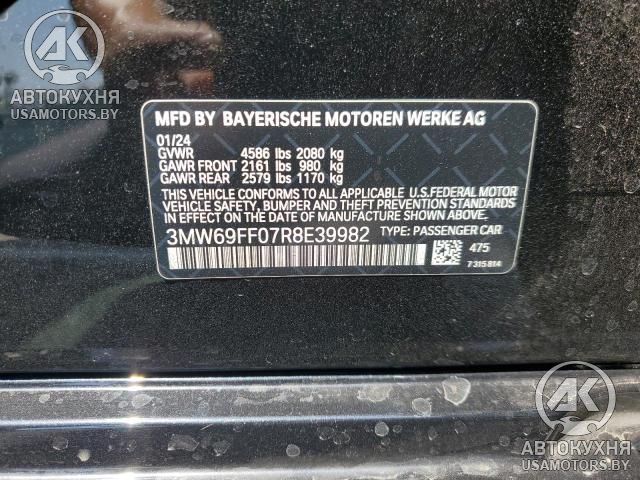 AK
АВТОКУХНЯ
USAMOTORS.BY
MFD BY BAYERISCHE MOTOREN WERKE AG
01/24
GVWR 4586 lbs 2080 kg
GAWR FRONT 2161 lbs 980 kg
GAWR REAR 2579 lbs 1170 kg
THIS VEHICLE CONFORMS TO ALL APPLICABLE U.S.FEDERAL MOTOR
VEHICLE SAFETY, BUMPER AND THEFT PREVENTION STANDARDS
IN EFFECT ON THE DATE OF MANUFACTURE SHOWN ABOVE.
3MW69FF07R8E39982 TYPE: PASSENGER CAR
475
7 315 814
AK
АВТОКУХНЯ
USAMOTORS.BY